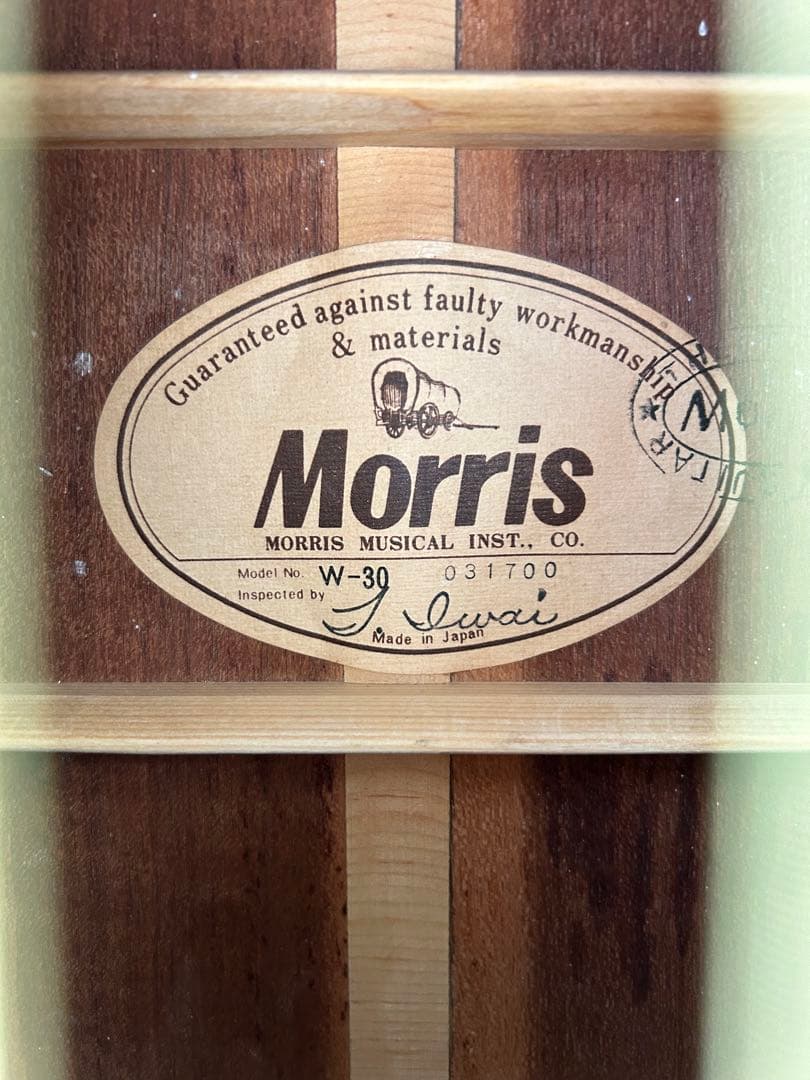 Guaranteed against faulty workmanship
& materials
Morris
MORRIS MUSICAL INST., CO.
Model No. W-30 031700
Inspected by T. Iwai
Made in Japan